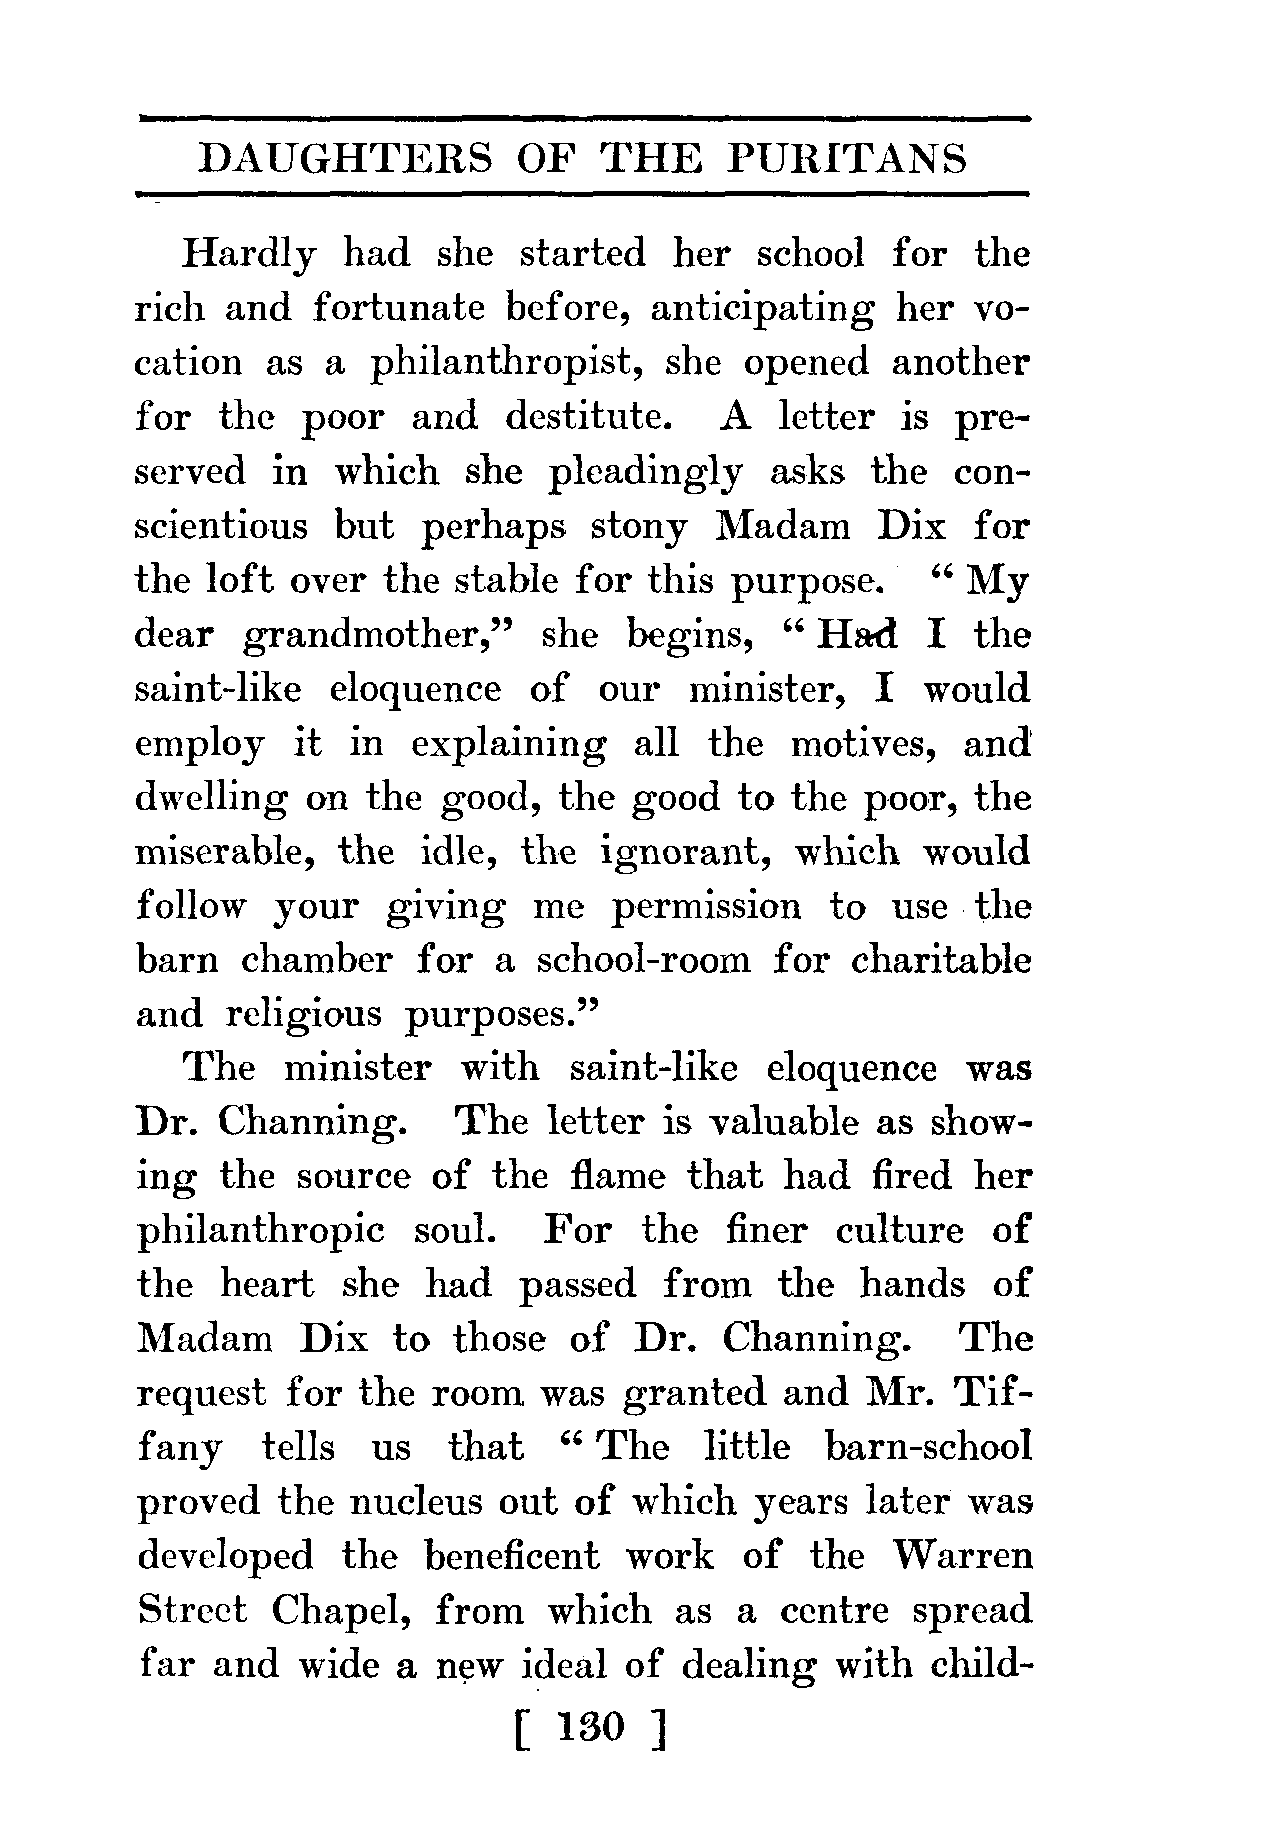 DAUGHTERS OF THE PURITANS
Hardly had she started her school for the
rich and fortunate before, anticipating her vo-
cation as a philanthropist, she opened another
for the poor and destitute. A letter is pre-
served in which she pleadingly asks the con-
scientious but perhaps stony Madam Dix for
the loft over the stable for this purpose. “ My
dear grandmother,” she begins, “ Had I the
saint-like eloquence of our minister, I would
employ it in explaining all the motives, and
dwelling on the good, the good to the poor, the
miserable, the idle, the ignorant, which would
follow your giving me permission to use the
barn chamber for a school-room for charitable
and religious purposes.”
The minister with saint-like eloquence was
Dr. Channing. The letter is valuable as show-
ing the source of the flame that had fired her
philanthropic soul. For the finer culture of
the heart she had passed from the hands of
Madam Dix to those of Dr. Channing. The
request for the room was granted and Mr. Tif-
fany tells us that “ The little barn-school
proved the nucleus out of which years later was
developed the beneficent work of the Warren
Street Chapel, from which as a centre spread
far and wide a new ideal of dealing with child-
[ 130 ]